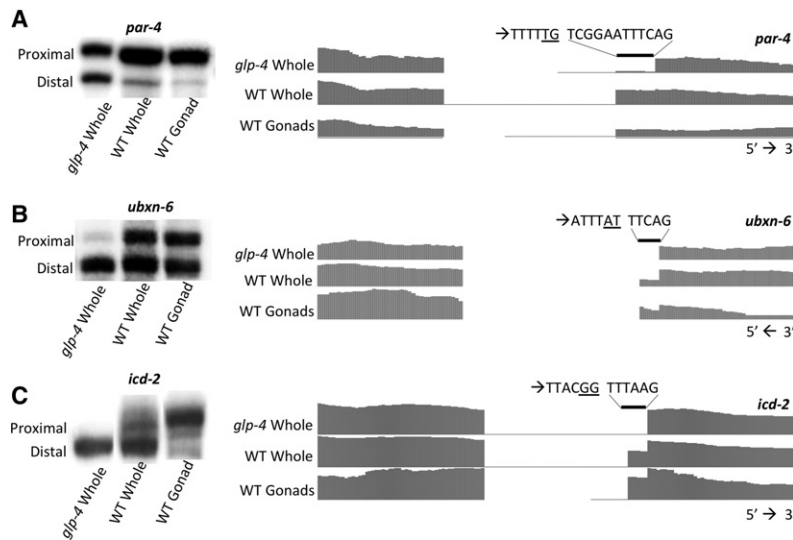 A
par-4
Proximal
Distal
glp-4 Whole
WT Whole
WT Gonad
→TTTTTG TCGGAATTTCAG
par-4
glp-4 Whole
WT Whole
WT Gonads
5' → 3
B
ubxn-6
Proximal
Distal
glp-4 Whole
WT Whole
WT Gonad
→ATTTAT TTCAG
ubxn-6
glp-4 Whole
WT Whole
WT Gonads
5' ← 3'
C
icd-2
Proximal
Distal
glp-4 Whole
WT Whole
WT Gonad
→TTACGG TTTAAG
icd-2
glp-4 Whole
WT Whole
WT Gonads
5' → 3